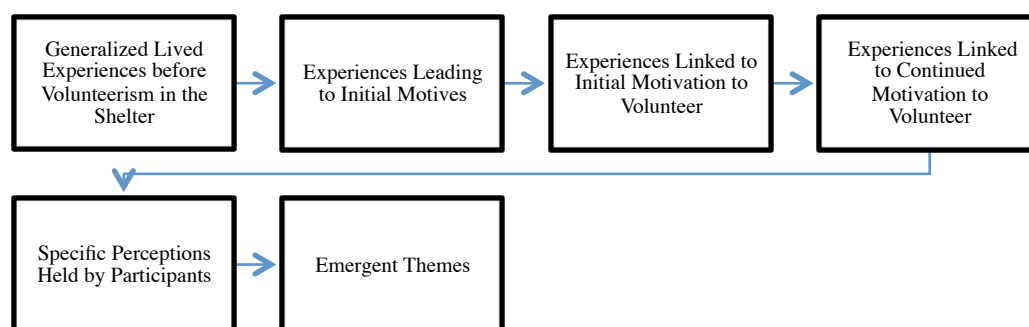 Generalized Lived
Experiences before
Volunteerism in the
Shelter
Experiences Leading
to Initial Motives
Experiences Linked to
Initial Motivation to
Volunteer
Experiences Linked
to Continued
Motivation to
Volunteer
Specific Perceptions
Held by Participants
Emergent Themes